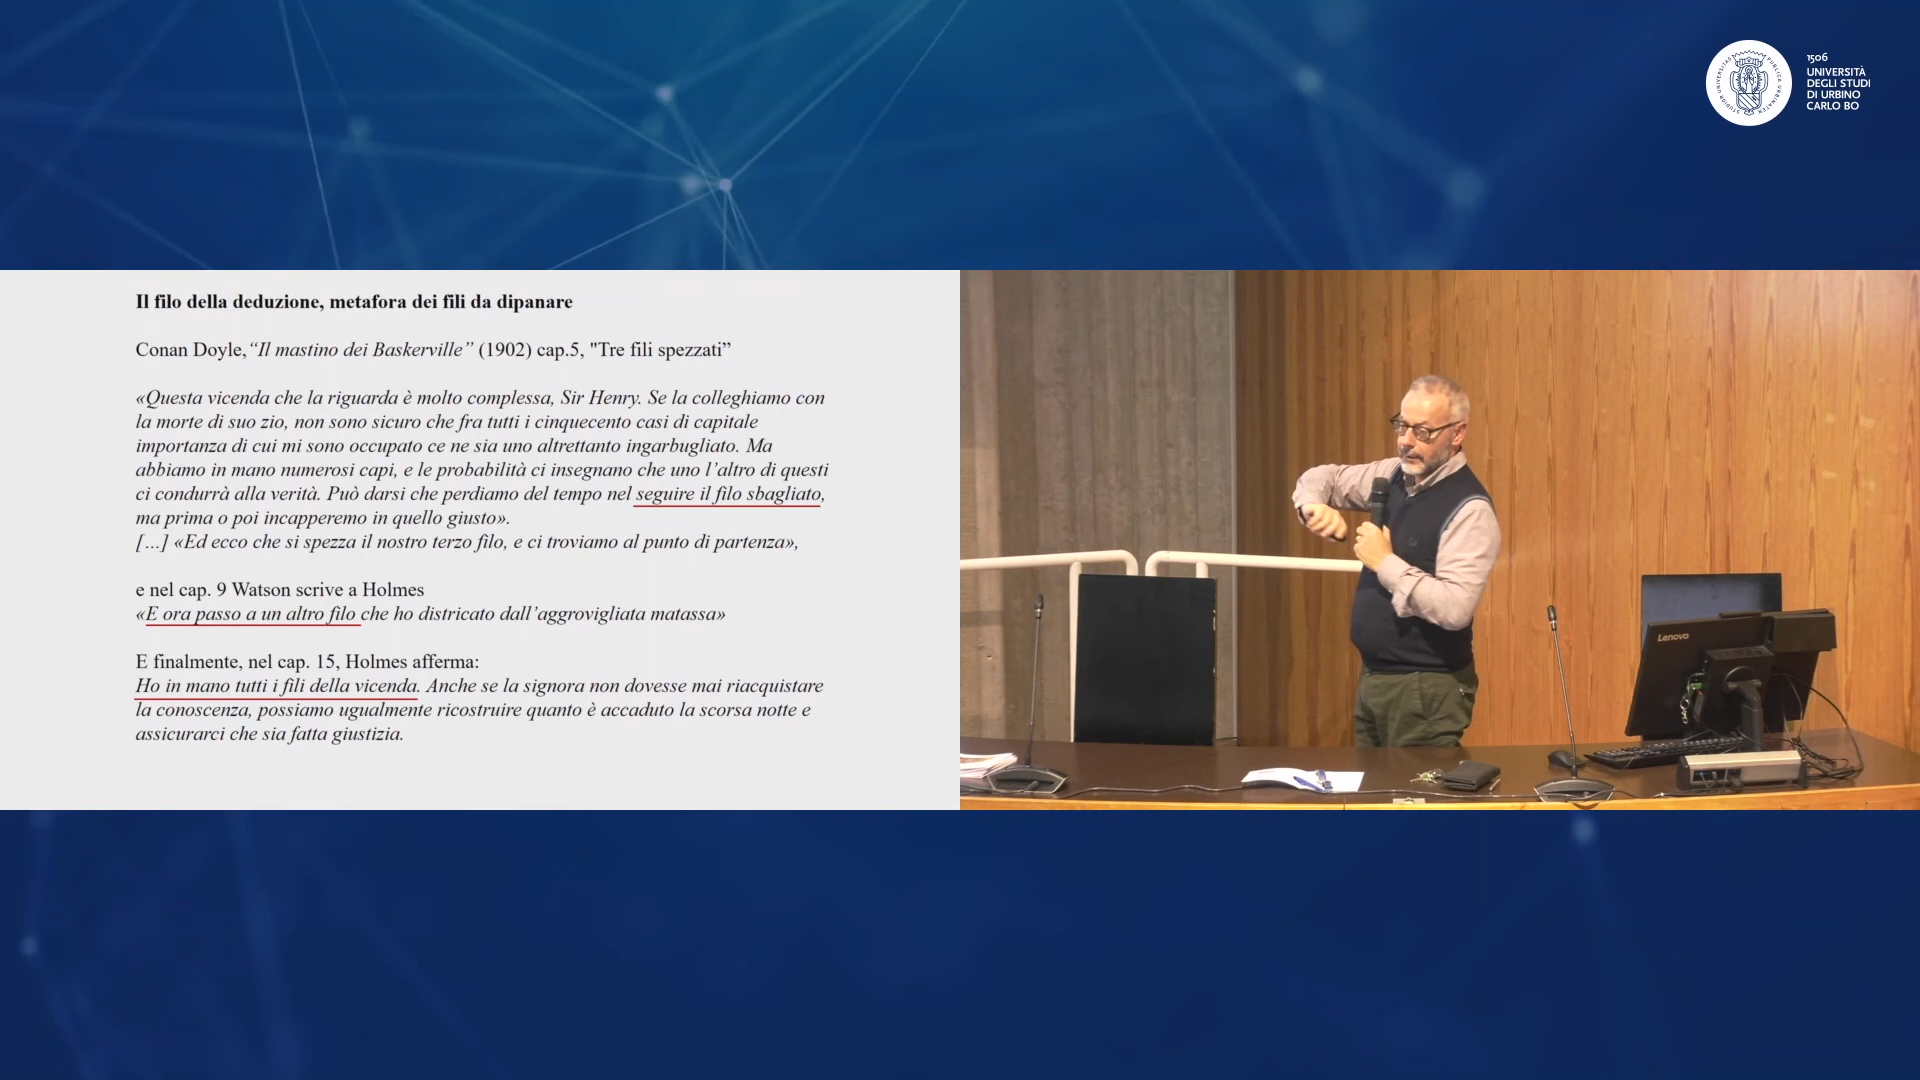 1506
UNIVERSITÀ
DEGLI STUDI
DI URBINO
CARLO BO
Il filo della deduzione, metafora dei fili da dipanare
Conan Doyle,“Il mastino dei Baskerville” (1902) cap.5, "Tre fili spezzati”
«Questa vicenda che la riguarda è molto complessa, Sir Henry. Se la colleghiamo con
la morte di suo zio, non sono sicuro che fra tutti i cinquecento casi di capitale
importanza di cui mi sono occupato ce ne sia uno altrettanto ingarbugliato. Ma
abbiamo in mano numerosi capi, e le probabilità ci insegnano che uno l’altro di questi
ci condurrà alla verità. Può darsi che perdiamo del tempo nel seguire il filo sbagliato,
ma prima o poi incapperemo in quello giusto».
[…] «Ed ecco che si spezza il nostro terzo filo, e ci troviamo al punto di partenza»,
e nel cap. 9 Watson scrive a Holmes
«E ora passo a un altro filo che ho districato dall’aggrovigliata matassa»
E finalmente, nel cap. 15, Holmes afferma:
Ho in mano tutti i fili della vicenda. Anche se la signora non dovesse mai riacquistare
la conoscenza, possiamo ugualmente ricostruire quanto è accaduto la scorsa notte e
assicurarci che sia fatta giustizia.
Lenovo